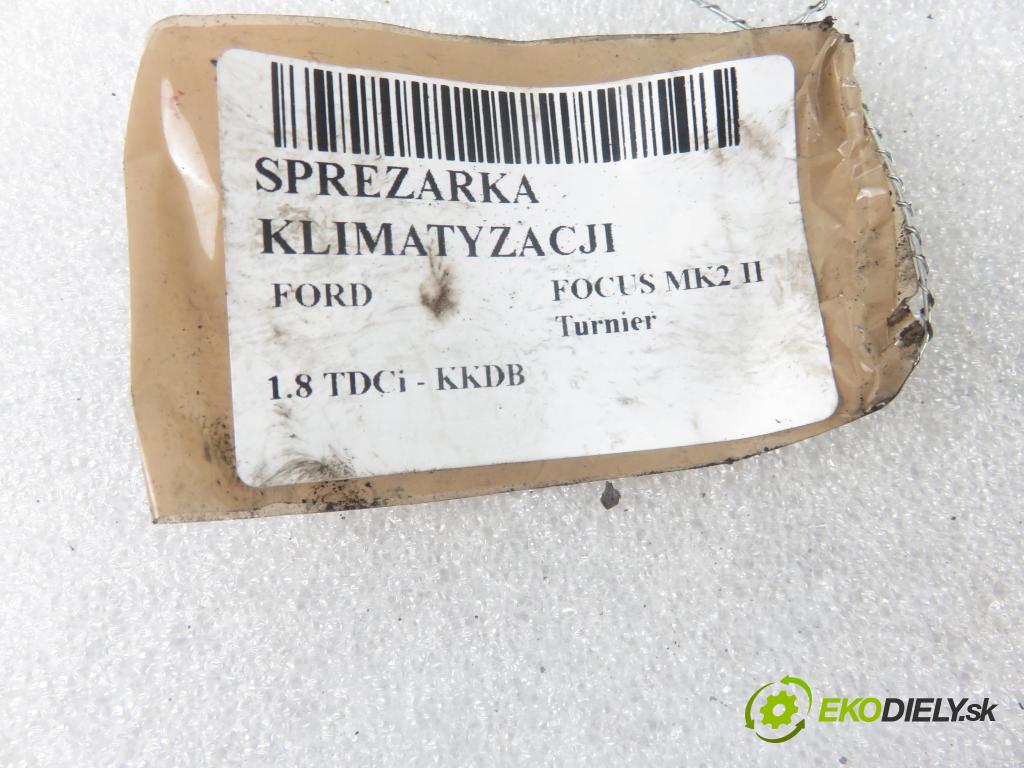 SPREZARKA
KLIMATYZACJI
FORD
FOCUS MK2 II
Turnier
1.8 TDCi - KKDB
EKODIELY.sk